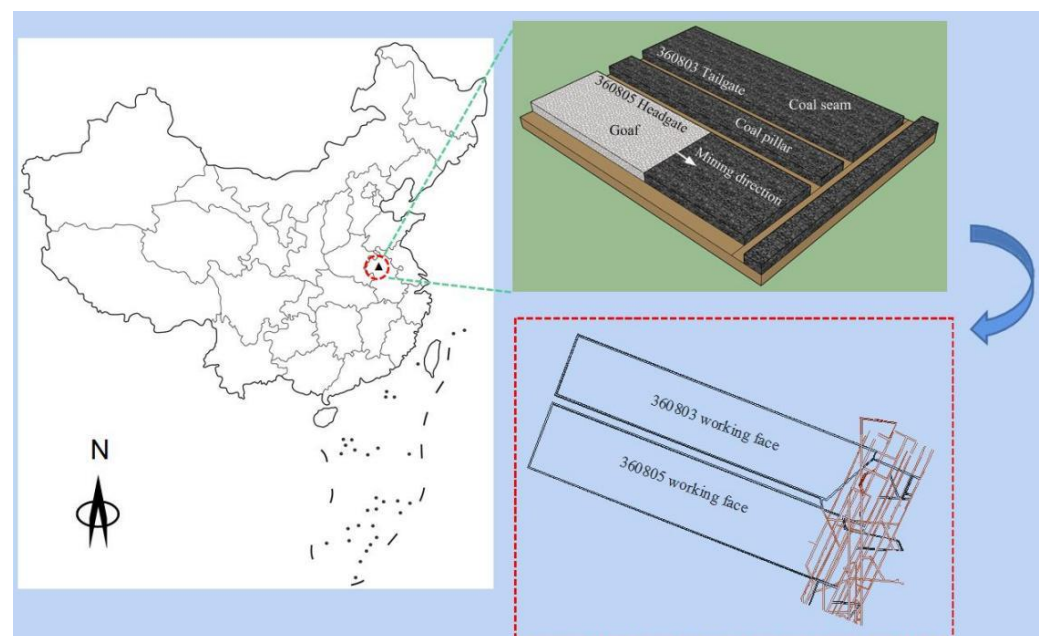 N
360803 Tailgate
Coal seam
360805 Headgate
Coal pillar
Goaf
Mining direction
360803 working face
360805 working face